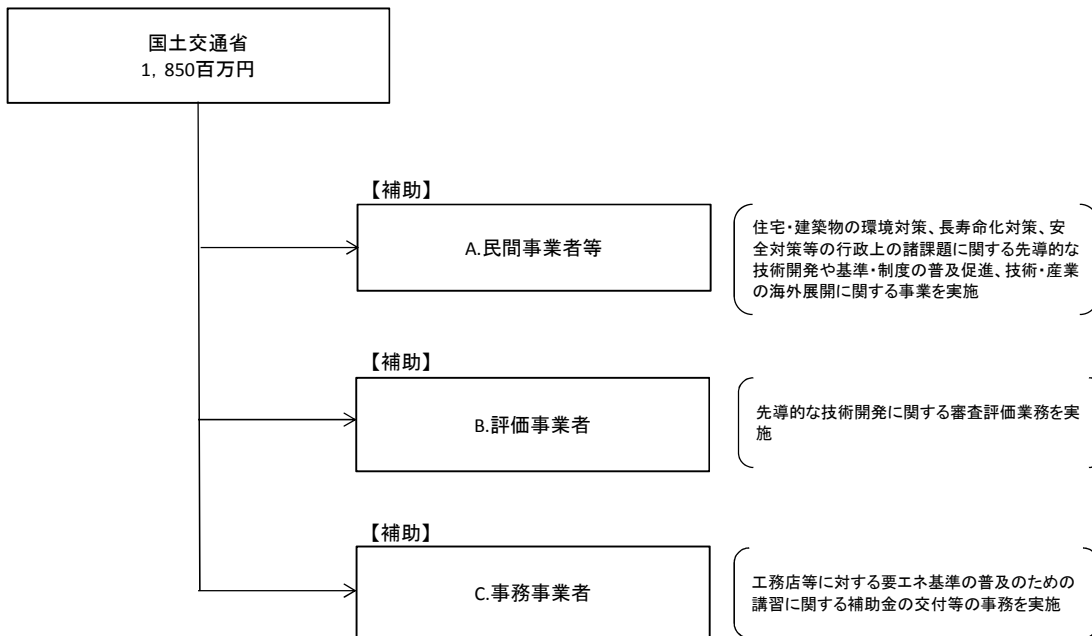 国土交通省
1，850百万円
【補助】
A.民間事業者等
住宅・建築物の環境対策、長寿命化対策、安
全対策等の行政上の諸課題に関する先導的な
技術開発や基準・制度の普及促進、技術・産業
の海外展開に関する事業を実施
【補助】
B.評価事業者
先導的な技術開発に関する審査評価業務を実
施
【補助】
C.事務事業者
工務店等に対する要エネ基準の普及のための
講習に関する補助金の交付等の事務を実施